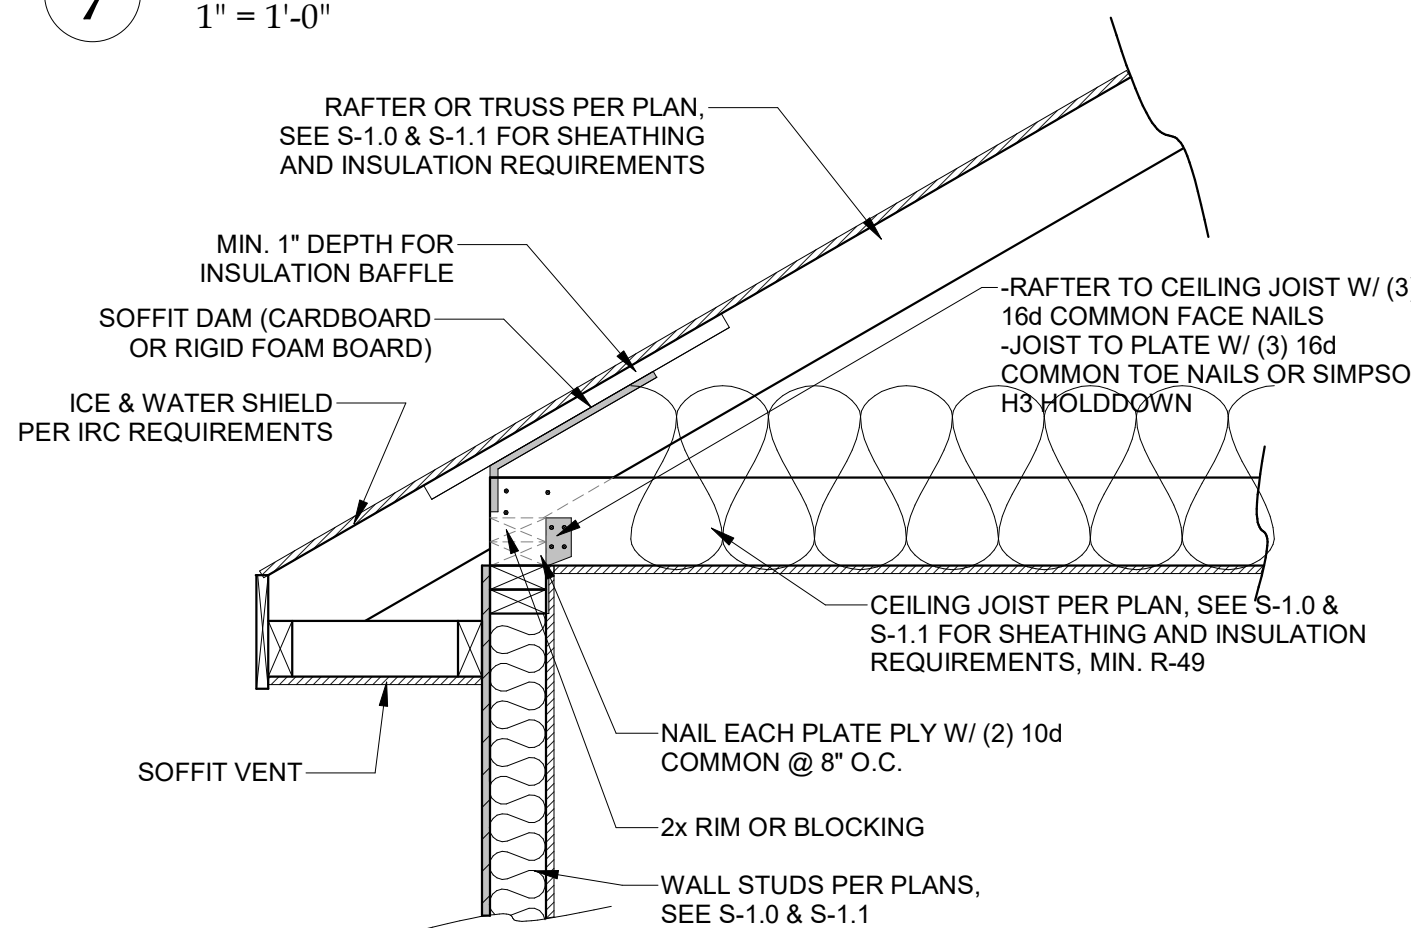 7
1" = 1'-0"
RAFTER OR TRUSS PER PLAN,
SEE S-1.0 & S-1.1 FOR SHEATHING
AND INSULATION REQUIREMENTS
MIN. 1" DEPTH FOR
INSULATION BAFFLE
SOFFIT DAM (CARDBOARD
OR RIGID FOAM BOARD)
ICE & WATER SHIELD
PER IRC REQUIREMENTS
-RAFTER TO CEILING JOIST W/ (3
16d COMMON FACE NAILS
-JOIST TO PLATE W/ (3) 16d
COMMON TOE NAILS OR SIMPSO
H3 HOLDDOWN
CEILING JOIST PER PLAN, SEE S-1.0 &
S-1.1 FOR SHEATHING AND INSULATION
REQUIREMENTS, MIN. R-49
NAIL EACH PLATE PLY W/ (2) 10d
COMMON @ 8" O.C.
SOFFIT VENT
2x RIM OR BLOCKING
WALL STUDS PER PLANS,
SEE S-1.0 & S-1.1